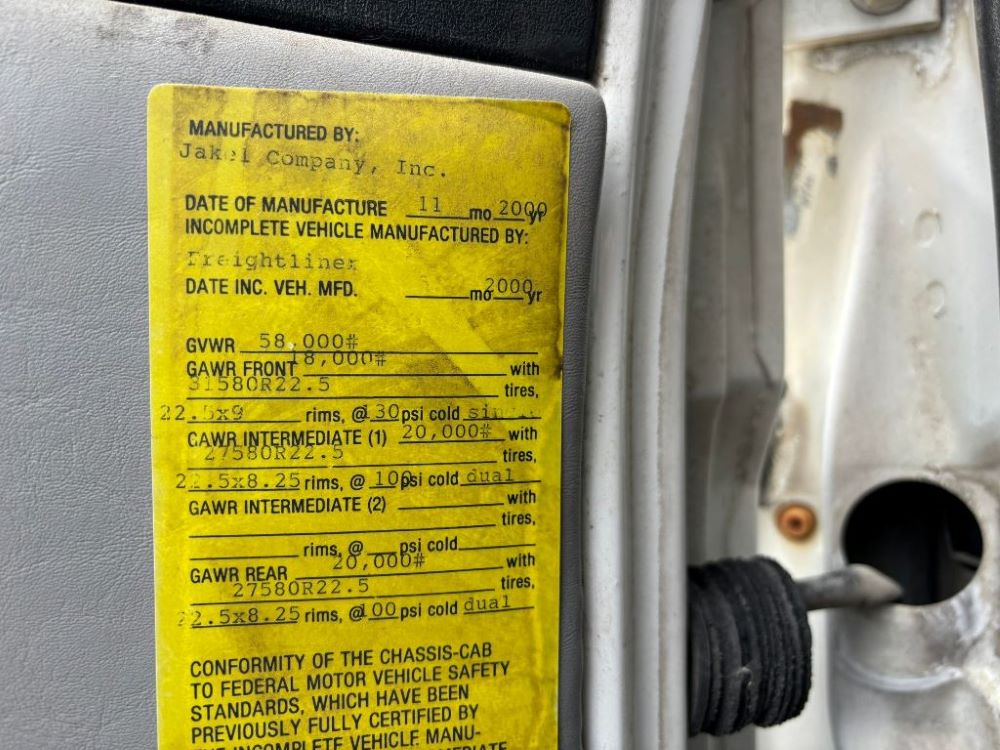 MANUFACTURED BY:
Company, Inc.
DATE OF MANUFACTURE 11 mo 2000 yr
INCOMPLETE VEHICLE MANUFACTURED BY:
Freightliner
DATE INC. VEH. MFD. mo 2000 yr
GVWR 58,000#
GAWR FRONT 18,000# with
31580R22.5 tires,
22.5x9 rims, @ 130 psi cold
GAWR INTERMEDIATE (1) 20,000# with
27580R22.5 tires,
22.5x8.25 rims, @ 100 psi cold dual
GAWR INTERMEDIATE (2) with
tires,
rims, @ psi cold
GAWR REAR 20,000# with
27580R22.5 tires,
22.5x8.25 rims, @ 100 psi cold dual
CONFORMITY OF THE CHASSIS-CAB
TO FEDERAL MOTOR VEHICLE SAFETY
STANDARDS, WHICH HAVE BEEN
PREVIOUSLY FULLY CERTIFIED BY
THE INCOMPLETE VEHICLE MANU-